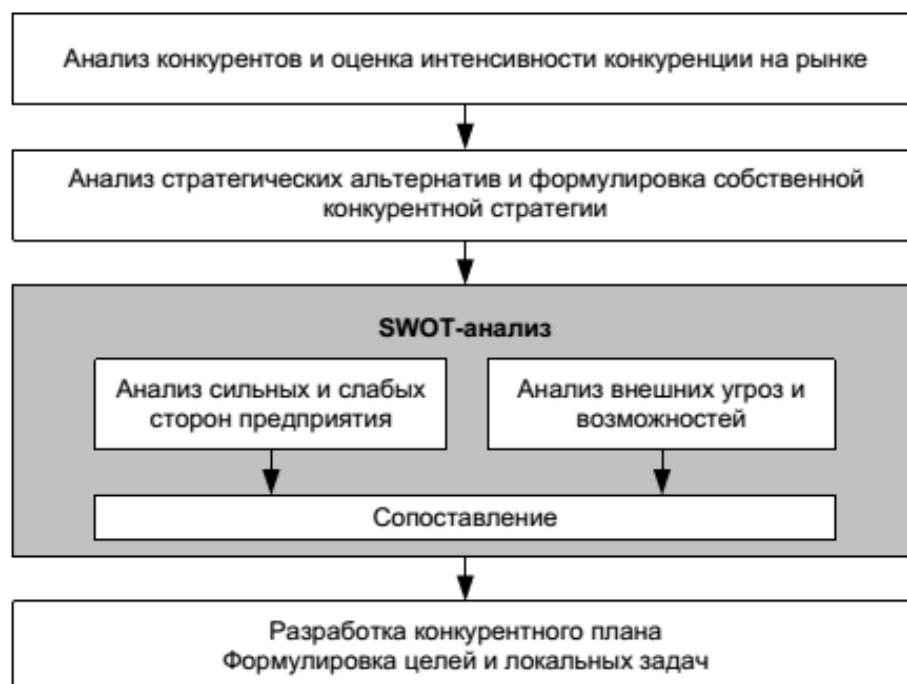 Анализ конкурентов и оценка интенсивности конкуренции на рынке
Анализ стратегических альтернатив и формулировка собственной
конкурентной стратегии
SWOT-анализ
Анализ сильных и слабых
сторон предприятия
Анализ внешних угроз и
возможностей
Сопоставление
Разработка конкурентного плана
Формулировка целей и локальных задач